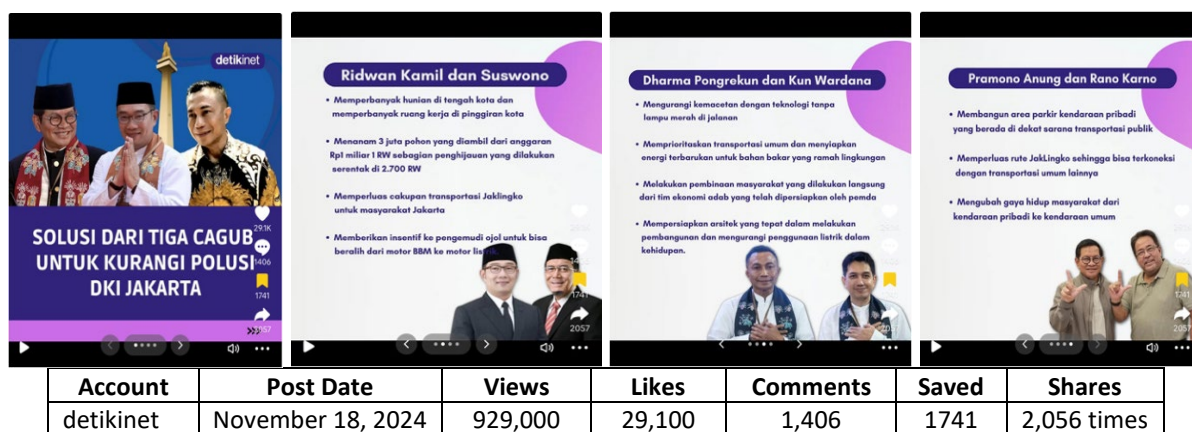 detikinet
SOLUSI DARI TIGA CAGUB
UNTUK KURANGI POLUSI
DKI JAKARTA
29.1K
1406
1741
2057
Ridwan Kamil dan Suswono
• Memperbanyak hunian di tengah kota dan
memperbanyak ruang kerja di pinggiran kota
• Menanam 3 juta pohon yang diambil dari anggaran
Rp1 miliar 1 RW sebagian penghijauan yang dilakukan
serentak di 2.700 RW
• Memperluas cakupan transportasi Jaklingko
untuk masyarakat Jakarta
• Memberikan insentif ke pengemudi ojol untuk bisa
beralih dari motor BBM ke motor listrik
1741
2057
Dharma Pongrekun dan Kun Wardana
• Mengurangi kemacetan dengan teknologi tanpa
lampu merah di jalanan
• Memprioritaskan transportasi umum dan menyiapkan
energi terbarukan untuk bahan bakar yang ramah lingkungan
• Melakukan pembinaan masyarakat yang dilakukan langsung
dari tim ekonomi adab yang telah dipersiapkan oleh pemda
• Mempersiapkan arsitek yang tepat dalam melakukan
pembangunan dan mengurangi penggunaan listrik dalam
kehidupan.
1741
Pramono Anung dan Rano Karno
• Membangun area parkir kendaraan pribadi
yang berada di dekat sarana transportasi publik
• Memperluas rute JakLingko sehingga bisa terkoneksi
dengan transportasi umum lainnya
• Mengubah gaya hidup masyarakat dari
kendaraan pribadi ke kendaraan umum
1741
2057
Account Post Date Views Likes Comments Saved Shares
detikinet November 18, 2024 929,000 29,100 1,406 1741 2,056 times